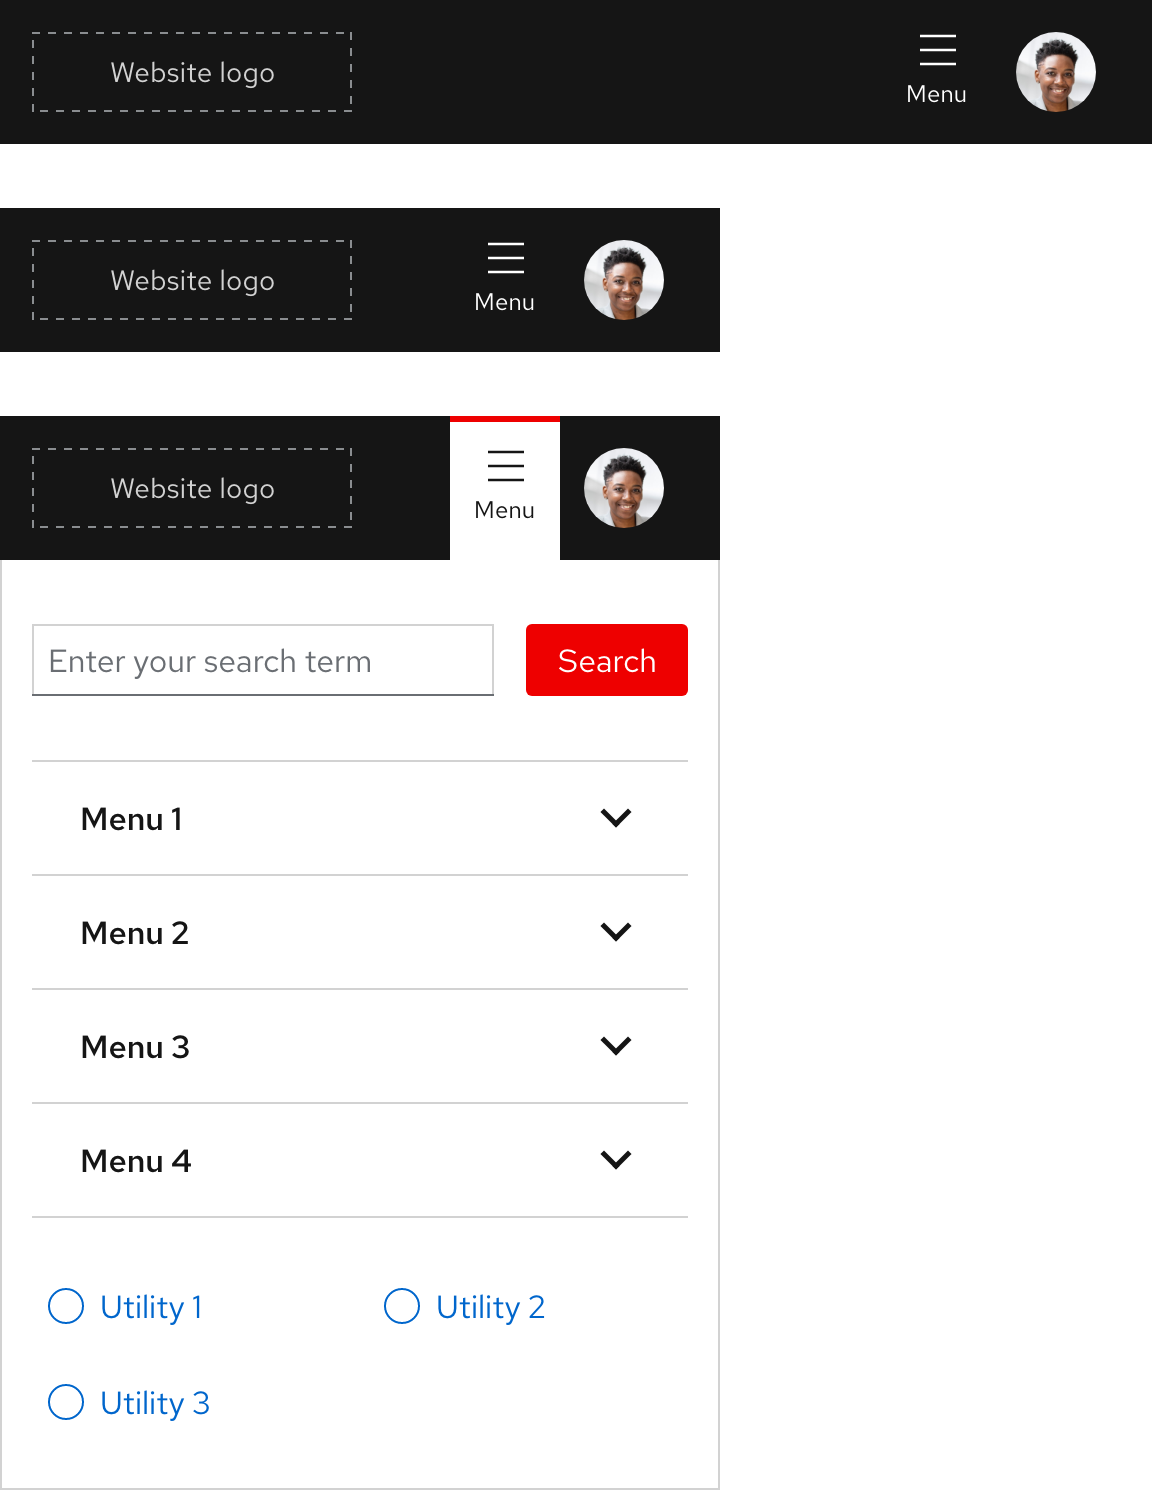 Website logo
Menu
Website logo
Menu
Website logo
Menu
Enter your search term
Search
Menu 1
Menu 2
Menu 3
Menu 4
Utility 1
Utility 2
Utility 3